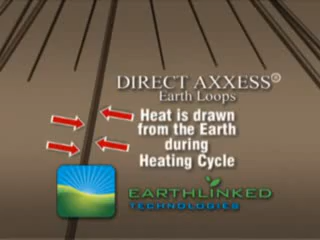 DIRECT AXXESS®
Earth Loops
Heat is drawn
from the Earth
during
Heating Cycle
EARTHLINKED
TECHNOLOGIES